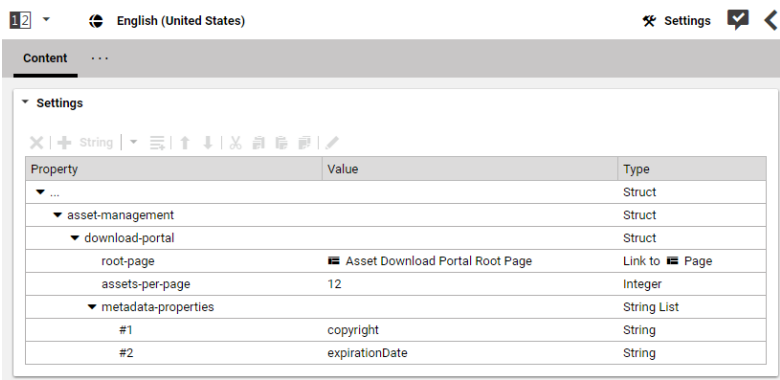 12 English (United States) Settings
Content ...
Settings
String
Property Value Type
... Struct
asset-management Struct
download-portal Struct
root-page Asset Download Portal Root Page Link to Page
assets-per-page 12 Integer
metadata-properties String List
#1 copyright String
#2 expirationDate String